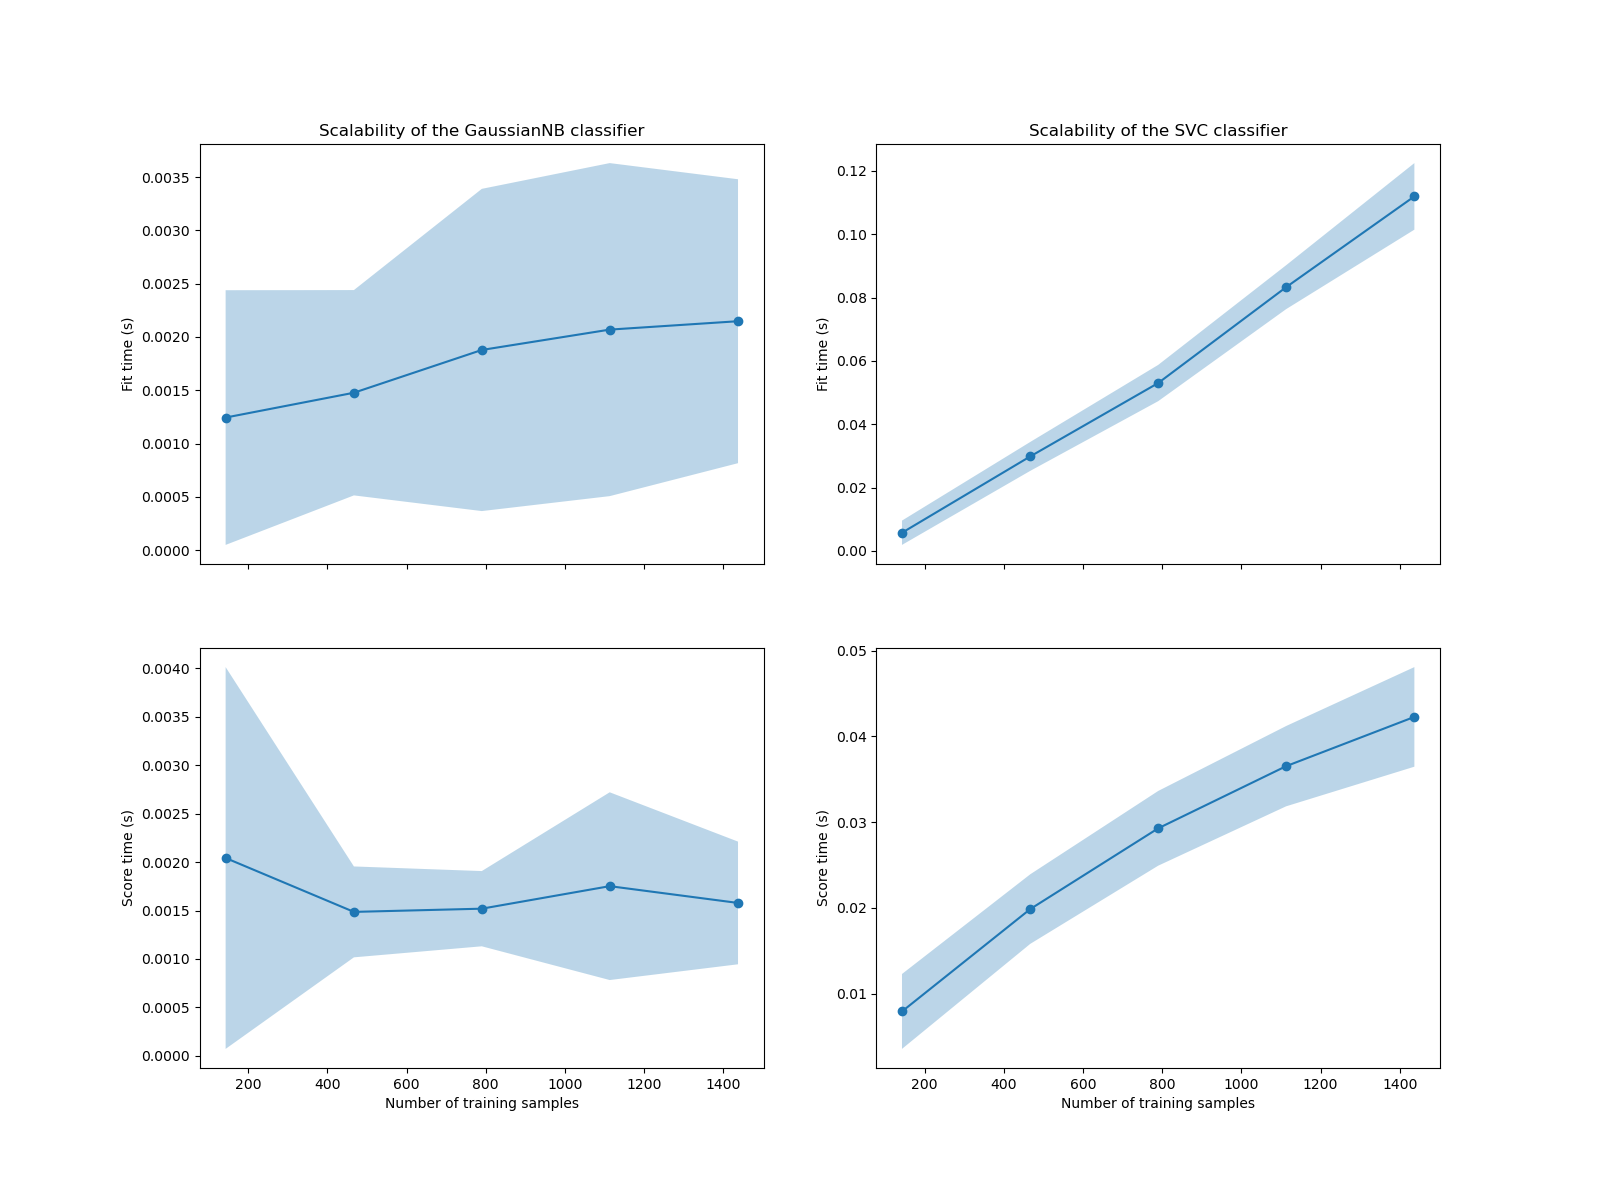 Scalability of the GaussianNB classifier
Fit time (s)
0.0035
0.0030
0.0025
0.0020
0.0015
0.0010
0.0005
0.0000
Scalability of the SVC classifier
Fit time (s)
0.12
0.10
0.08
0.06
0.04
0.02
0.00
Score time (s)
0.0040
0.0035
0.0030
0.0025
0.0020
0.0015
0.0010
0.0005
0.0000
200 400 600 800 1000 1200 1400
Number of training samples
Score time (s)
0.05
0.04
0.03
0.02
0.01
200 400 600 800 1000 1200 1400
Number of training samples